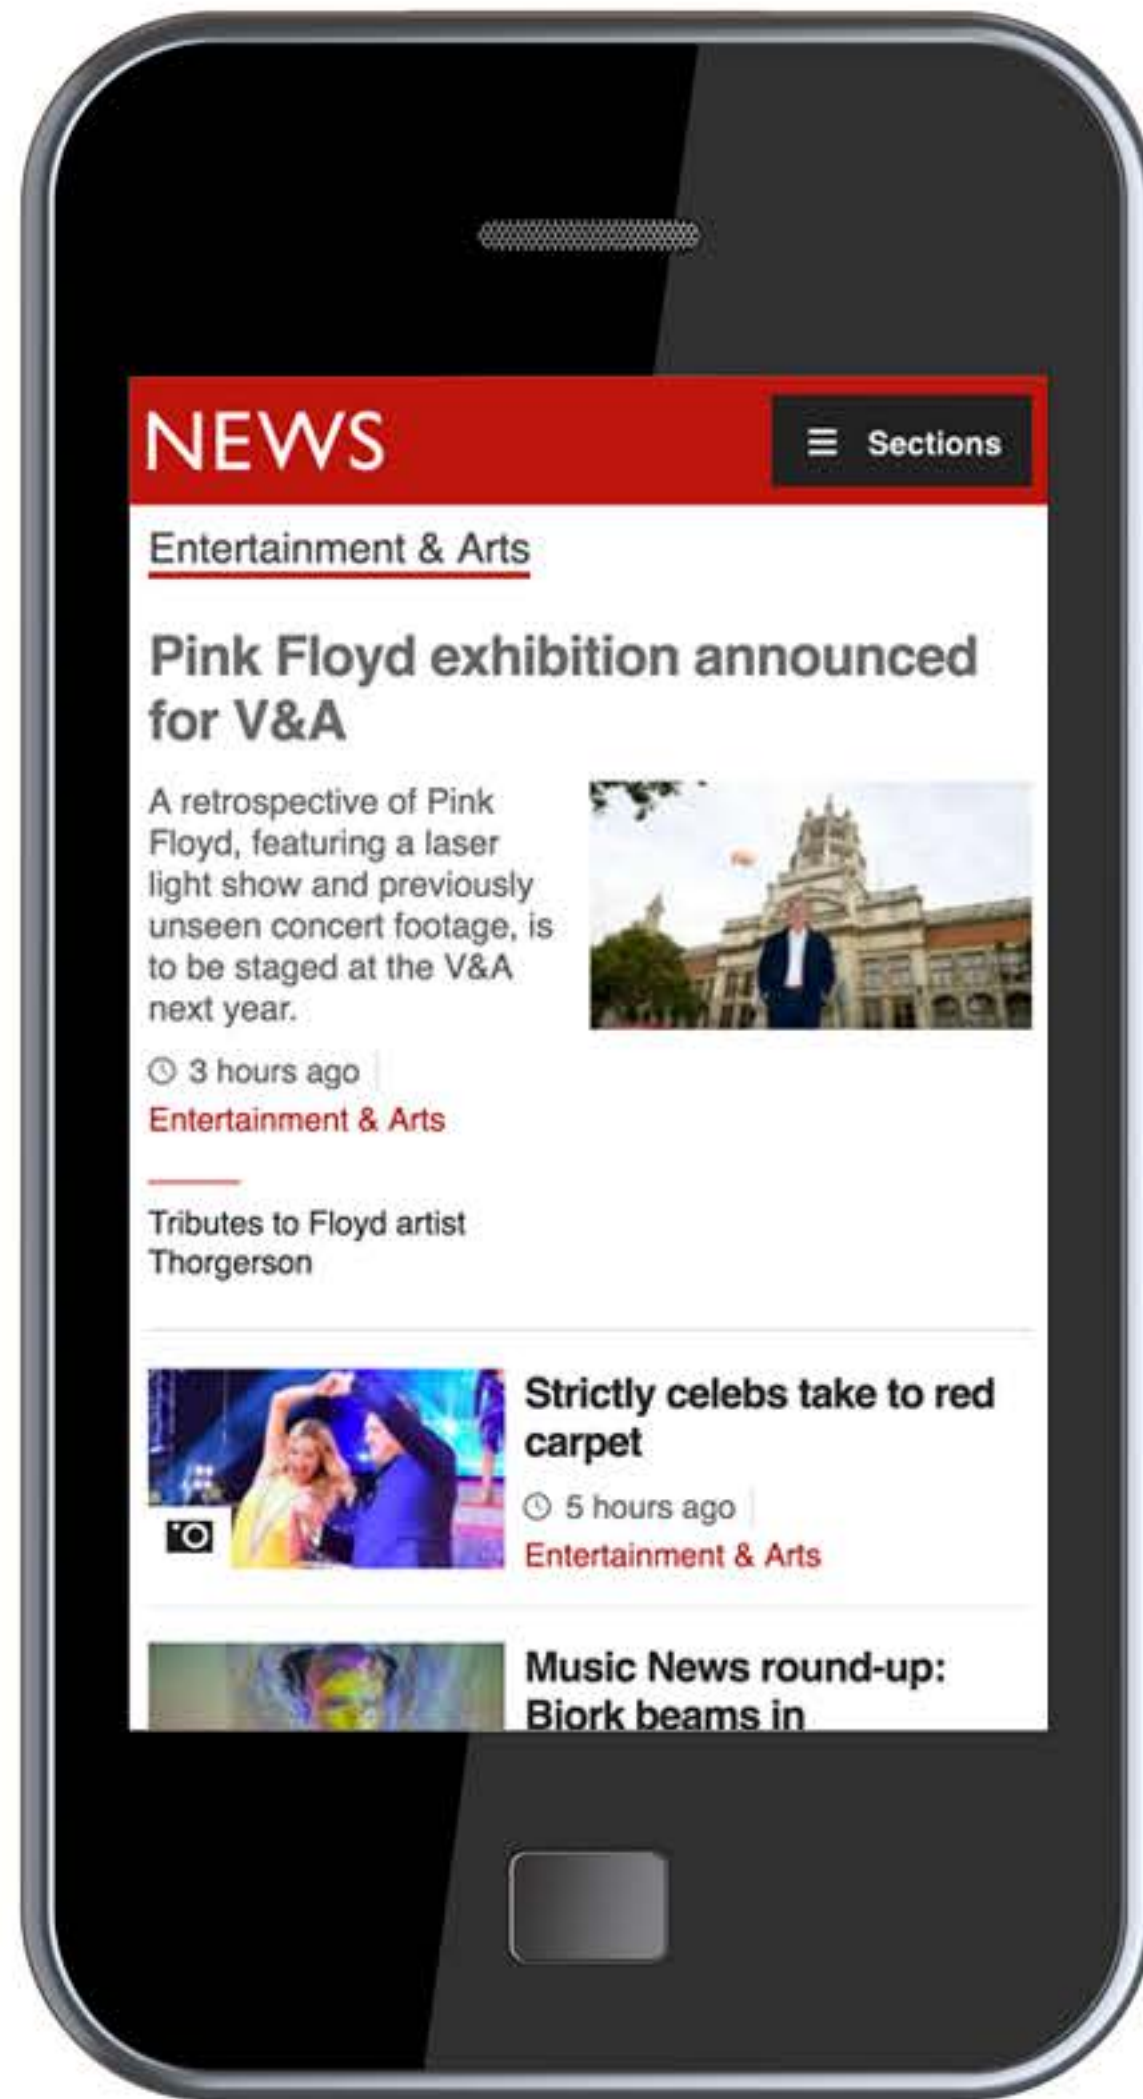 NEWS
Sections
Entertainment & Arts
Pink Floyd exhibition announced
for V&A
A retrospective of Pink
Floyd, featuring a laser
light show and previously
unseen concert footage, is
to be staged at the V&A
next year.
3 hours ago
Entertainment & Arts
Tributes to Floyd artist
Thorgerson
Strictly celebs take to red
carpet
5 hours ago
Entertainment & Arts
Music News round-up:
Bjork beams in